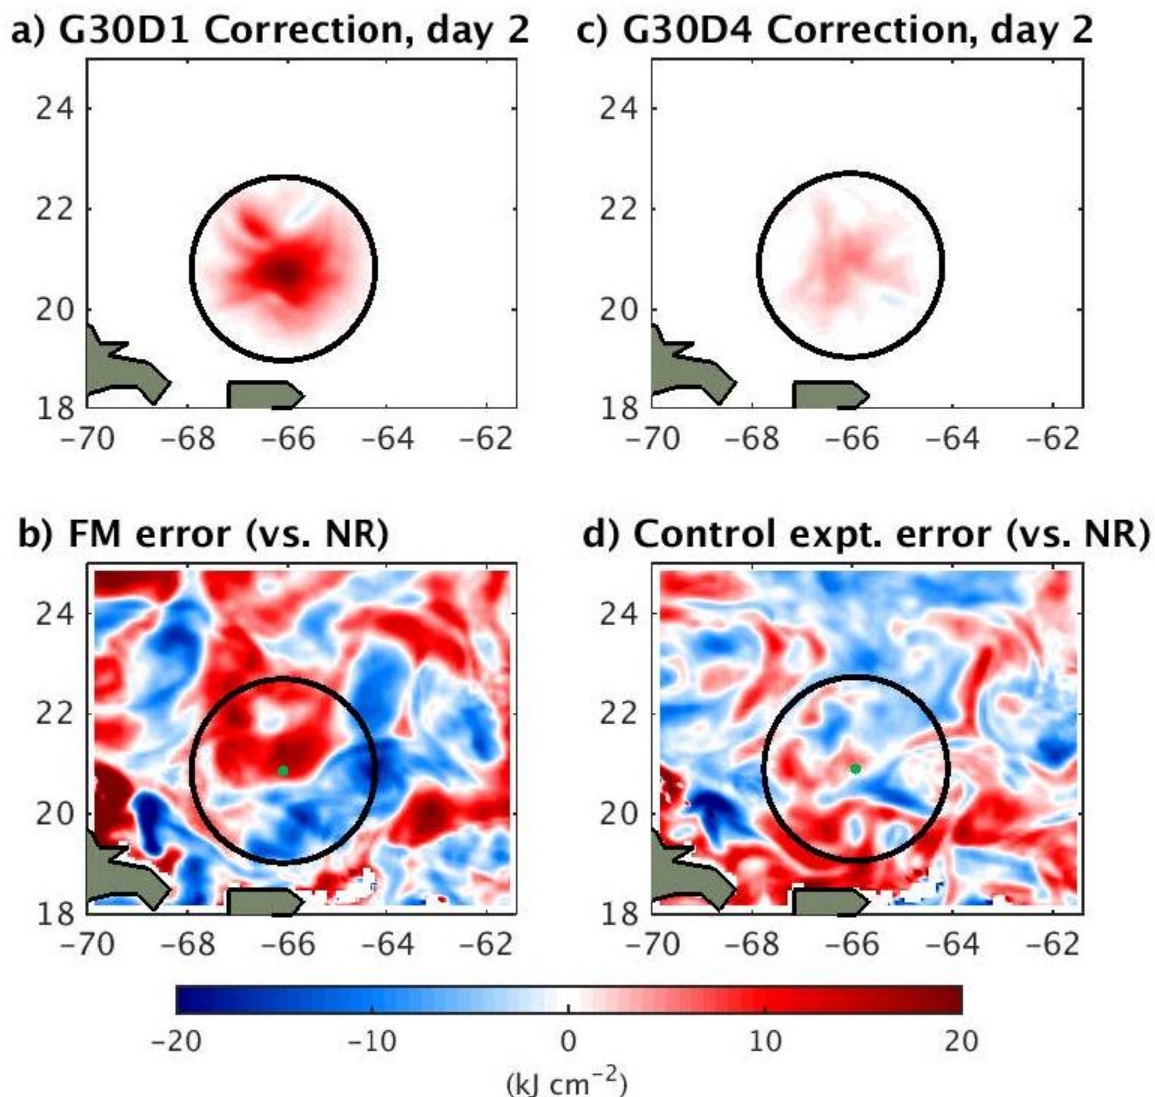 a) G30D1 Correction, day 2
c) G30D4 Correction, day 2
24
22
20
18
-70 -68 -66 -64 -62
24
22
20
18
-70 -68 -66 -64 -62
b) FM error (vs. NR)
d) Control expt. error (vs. NR)
24
22
20
18
-70 -68 -66 -64 -62
24
22
20
18
-70 -68 -66 -64 -62
-20 -10 0 10 20
(kJ cm⁻²)